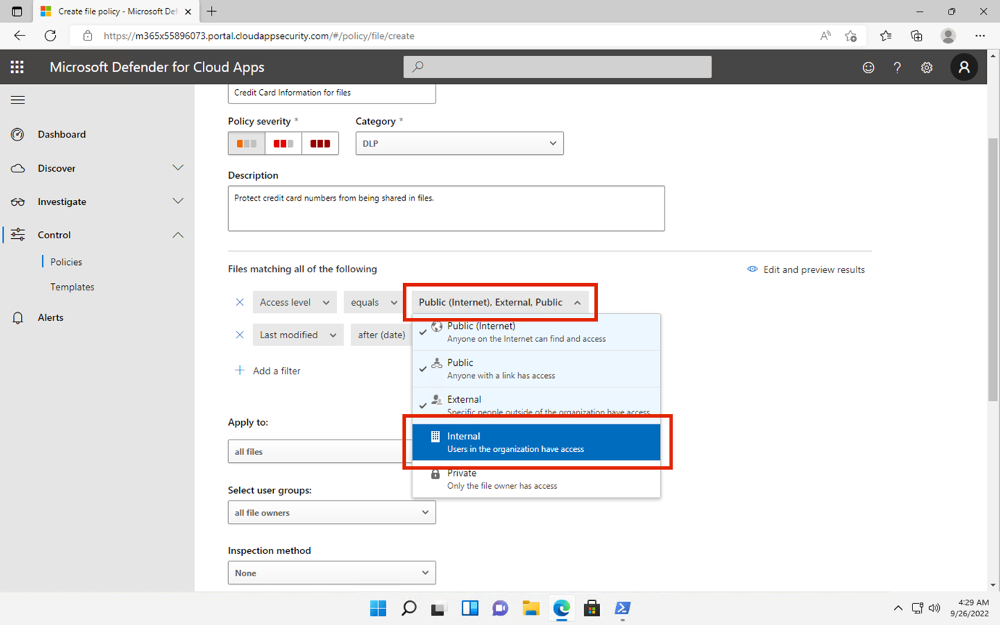 Create file policy - Microsoft Def
https://m365x55896073.portal.cloudappsecurity.com/#/policy/file/create
Microsoft Defender for Cloud Apps
Credit Card Information for files
Policy severity *
Category *
DLP
Description
Protect credit card numbers from being shared in files.
Dashboard
Discover
Investigate
Control
Policies
Templates
Alerts
Files matching all of the following
Edit and preview results
Access level equals Public (Internet), External, Public
Last modified after (date)
Add a filter
Public (Internet)
Anyone on the Internet can find and access
Public
Anyone with a link has access
External
Specific people outside of the organization have access
Internal
Users in the organization have access
Private
Only the file owner has access
Apply to:
all files
Select user groups:
all file owners
Inspection method
None
4:29 AM
9/26/2022